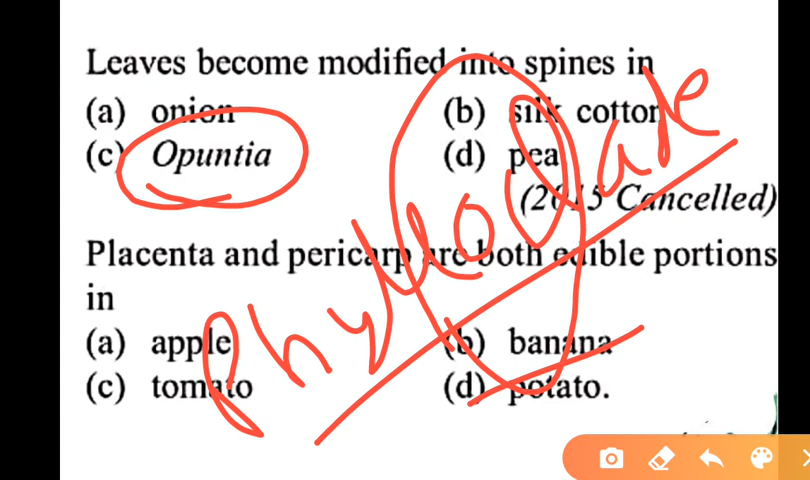 Leaves become modified into spines in
(a) onion (b) silk cotton
(c) Opuntia (d) pea
(2015 Cancelled)
Placenta and pericarp are both edible portions
in
(a) apple (b) banana
(c) tomato (d) potato.
Phylloclade